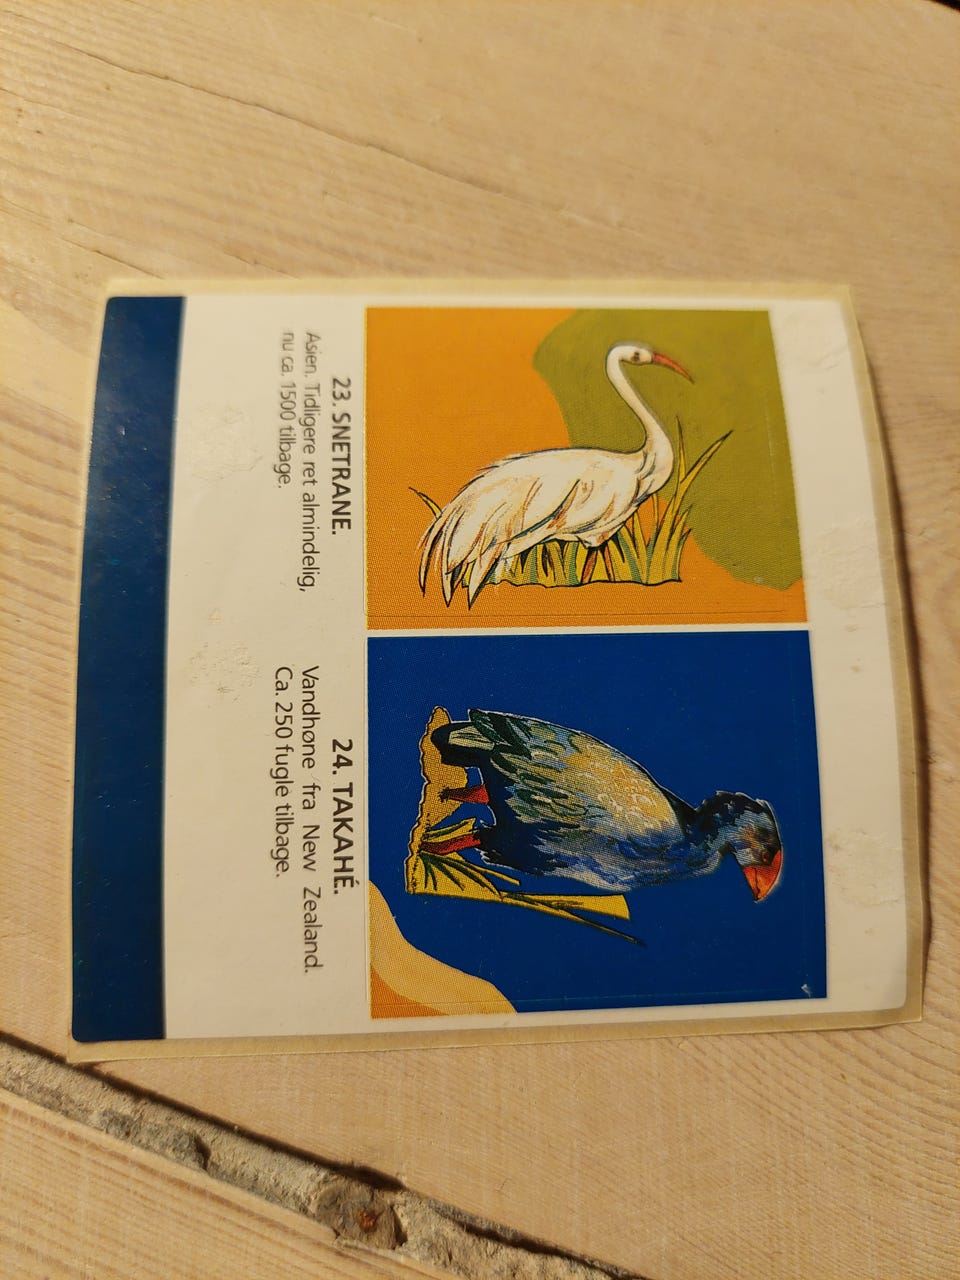 23. SNETRANE.
Asien. Tidligere ret almindelig,
nu ca. 1500 tilbage.
24. TAKAHÉ.
Vandhøne fra New Zealand.
Ca. 250 fugle tilbage.